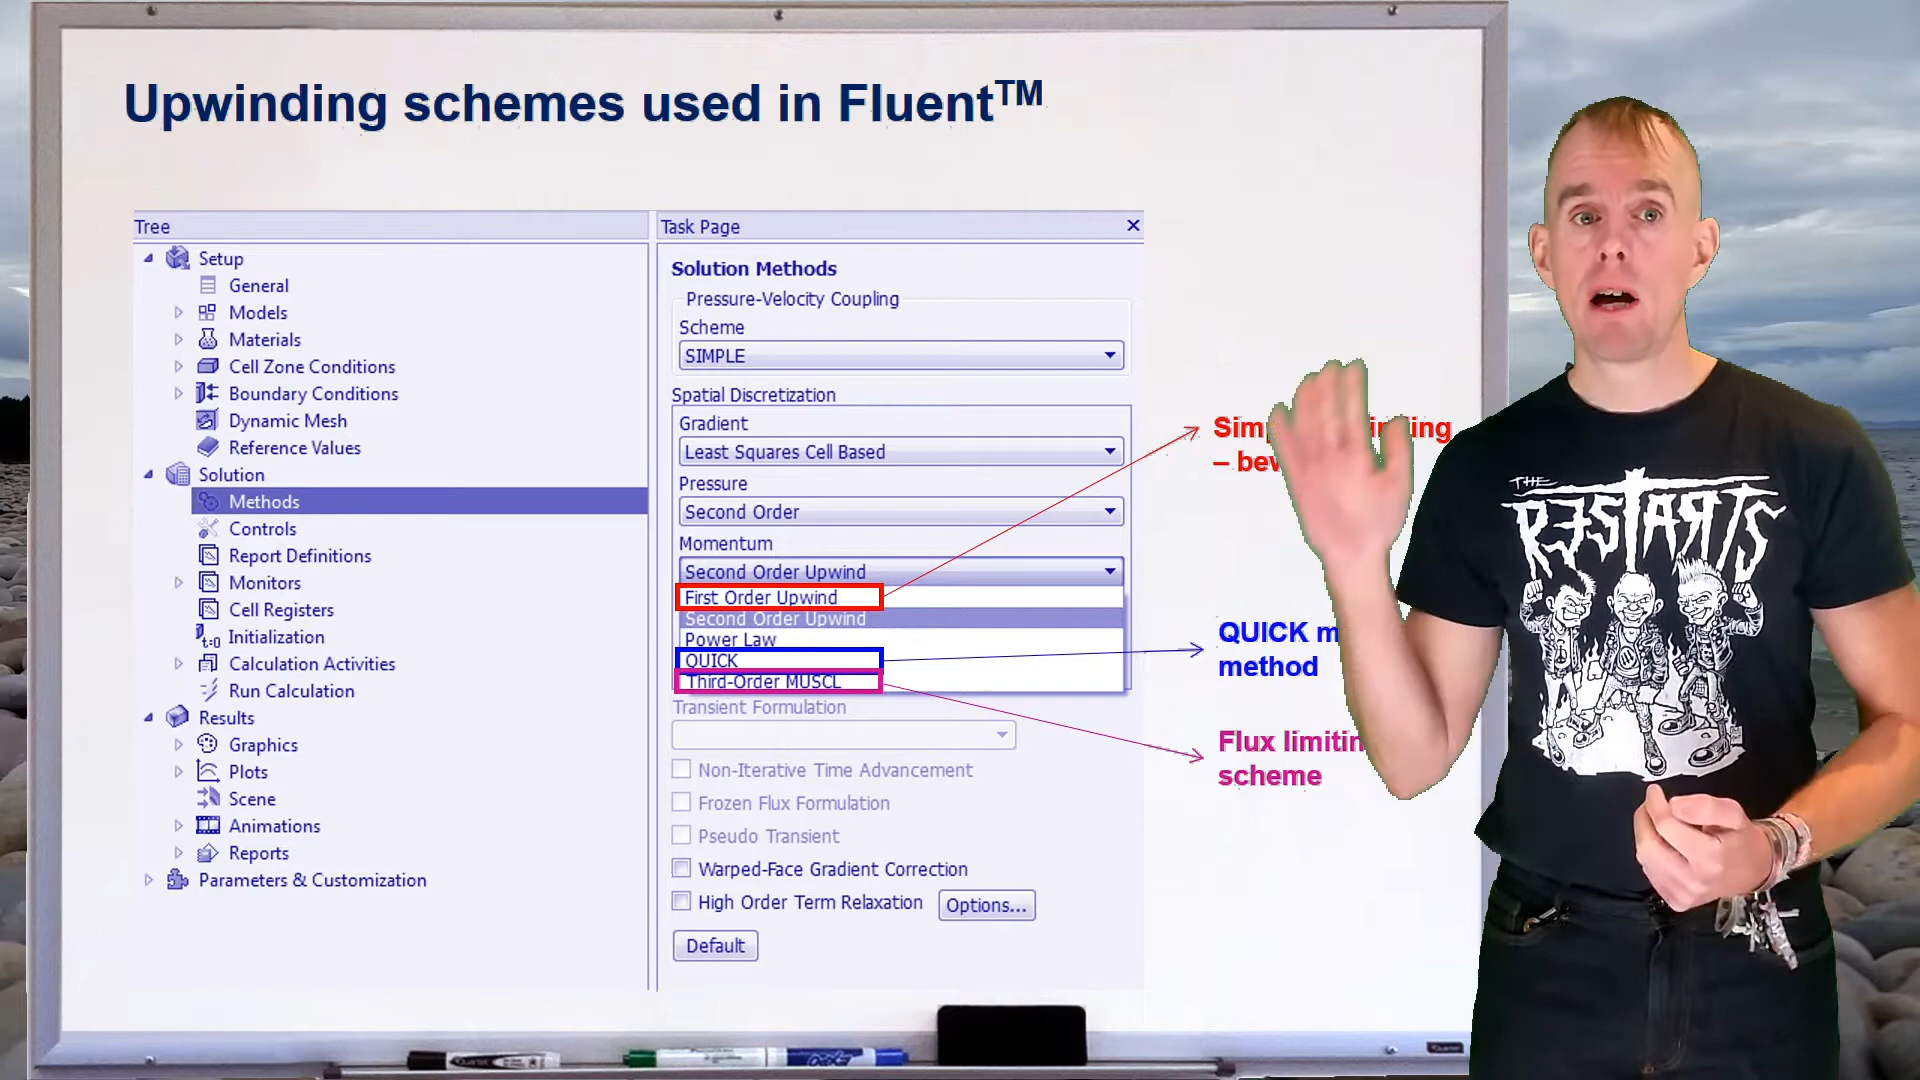 Upwinding schemes used in Fluent™
Tree
Setup
General
Models
Materials
Cell Zone Conditions
Boundary Conditions
Dynamic Mesh
Reference Values
Solution
Methods
Controls
Report Definitions
Monitors
Cell Registers
t=0 Initialization
Calculation Activities
Run Calculation
Results
Graphics
Plots
Scene
Animations
Reports
Parameters & Customization
Task Page
Solution Methods
Pressure-Velocity Coupling
Scheme
SIMPLE
Spatial Discretization
Gradient
Least Squares Cell Based
Pressure
Second Order
Momentum
Second Order Upwind
First Order Upwind
Second Order Upwind
Power Law
QUICK
Third-Order MUSCL
Transient Formulation
Non-Iterative Time Advancement
Frozen Flux Formulation
Pseudo Transient
Warped-Face Gradient Correction
High Order Term Relaxation
Options...
Default
QUICK
method
Flux
scheme
THE
RESTARTS